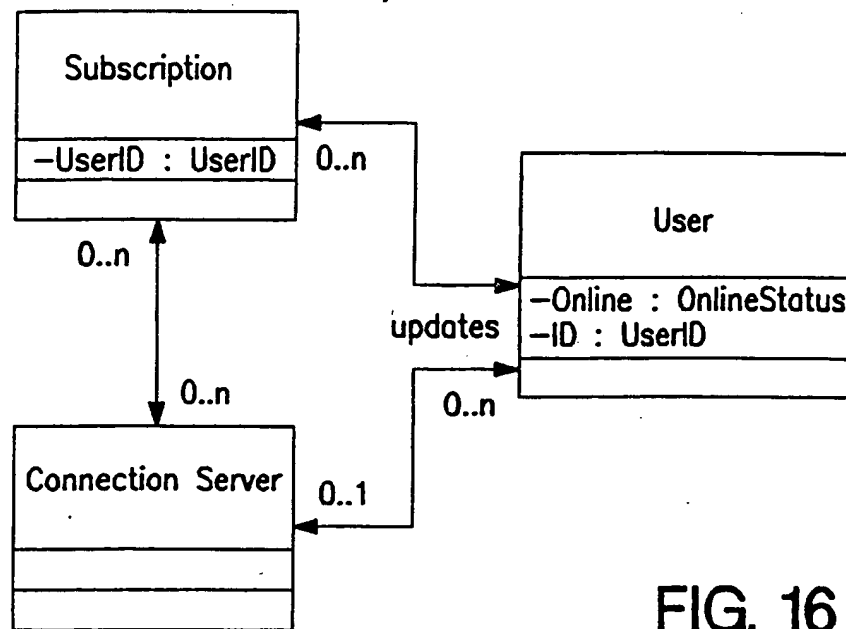 Subscription
-UserID : UserID
0..n
0..n
User
-Online : OnlineStatus
-ID : UserID
updates
0..n
0..n
Connection Server
0..1
FIG. 16